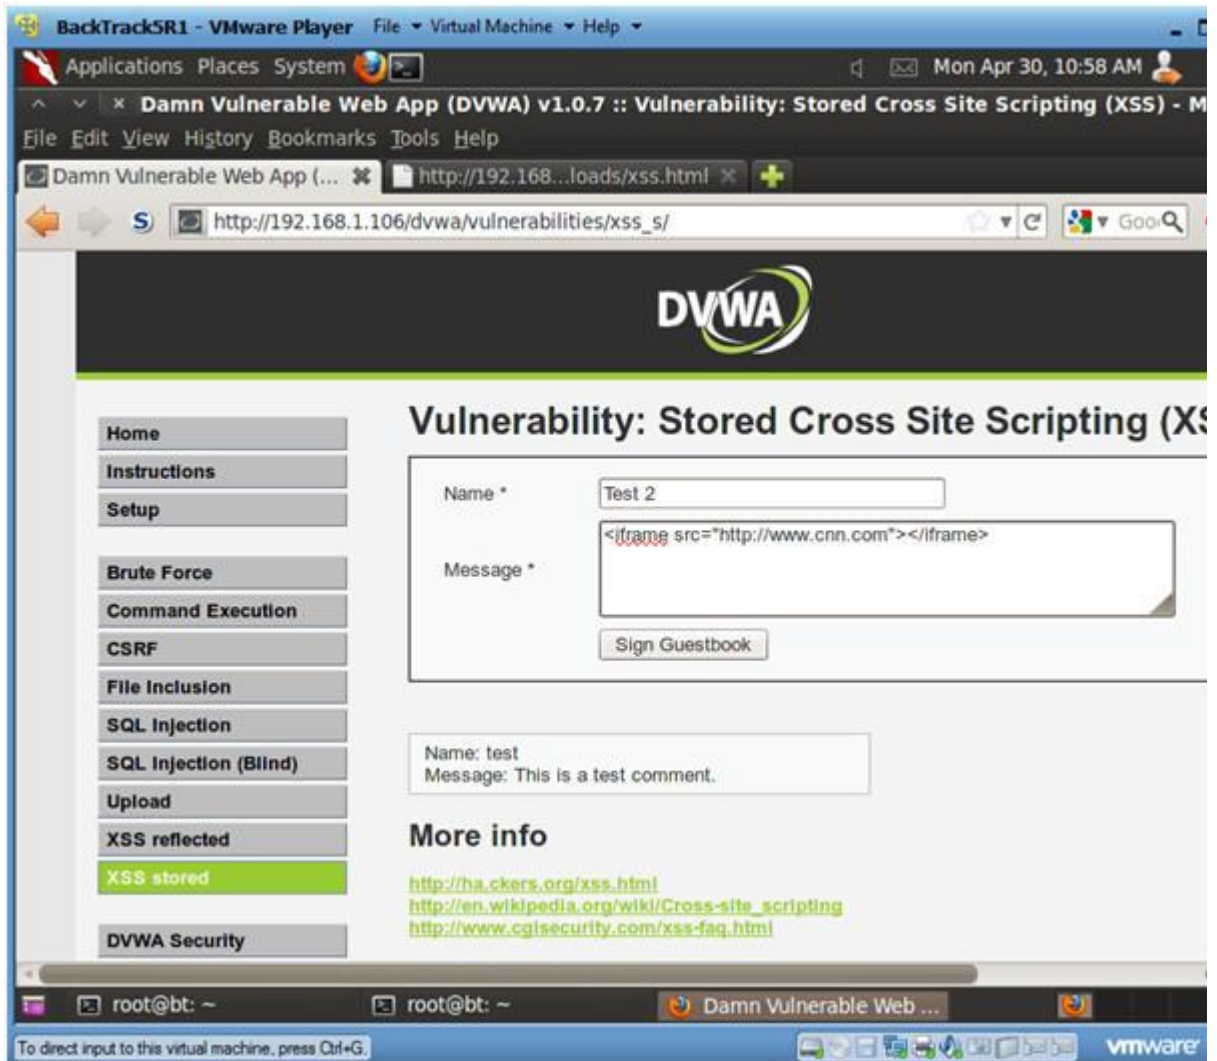 BackTrack5R1 - VMware Player File Virtual Machine Help
Applications Places System Mon Apr 30, 10:58 AM
Damn Vulnerable Web App (DVWA) v1.0.7 :: Vulnerability: Stored Cross Site Scripting (XSS) - M
File Edit View History Bookmarks Tools Help
Damn Vulnerable Web App (... http://192.168...loads/xss.html
http://192.168.1.106/dvwa/vulnerabilities/xss_s/ Goo
DVWA
Home
Instructions
Setup
Brute Force
Command Execution
CSRF
File Inclusion
SQL Injection
SQL Injection (Blind)
Upload
XSS reflected
XSS stored
DVWA Security
Vulnerability: Stored Cross Site Scripting (XS
Name * Test 2
Message * <iframe src="http://www.cnn.com"></iframe>
Sign Guestbook
Name: test
Message: This is a test comment.
More info
http://ha.ckers.org/xss.html
http://en.wikipedia.org/wiki/Cross-site_scripting
http://www.cgisecurity.com/xss-faq.html
root@bt: ~ root@bt: ~ Damn Vulnerable Web ...
To direct input to this virtual machine, press Ctrl+G. vmware